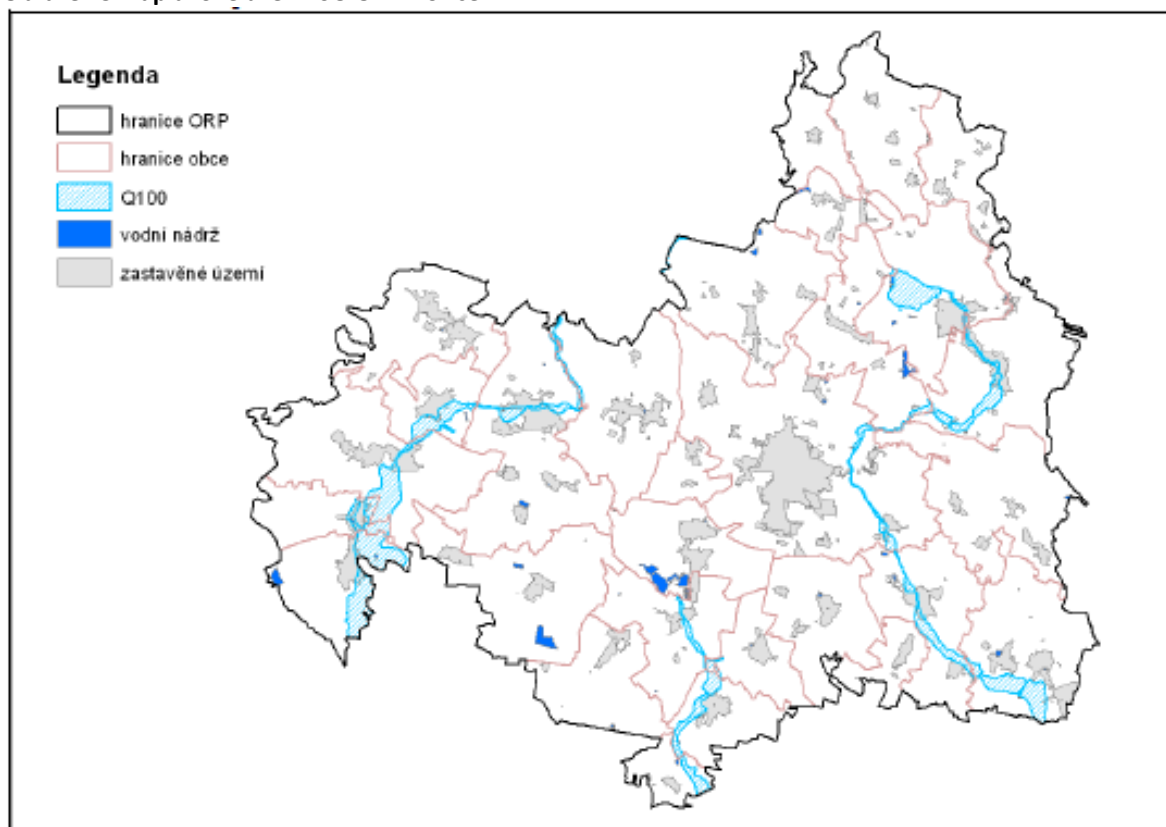 Legenda
hranice ORP
hranice obce
Q100
vodní nádrž
zastavěné území